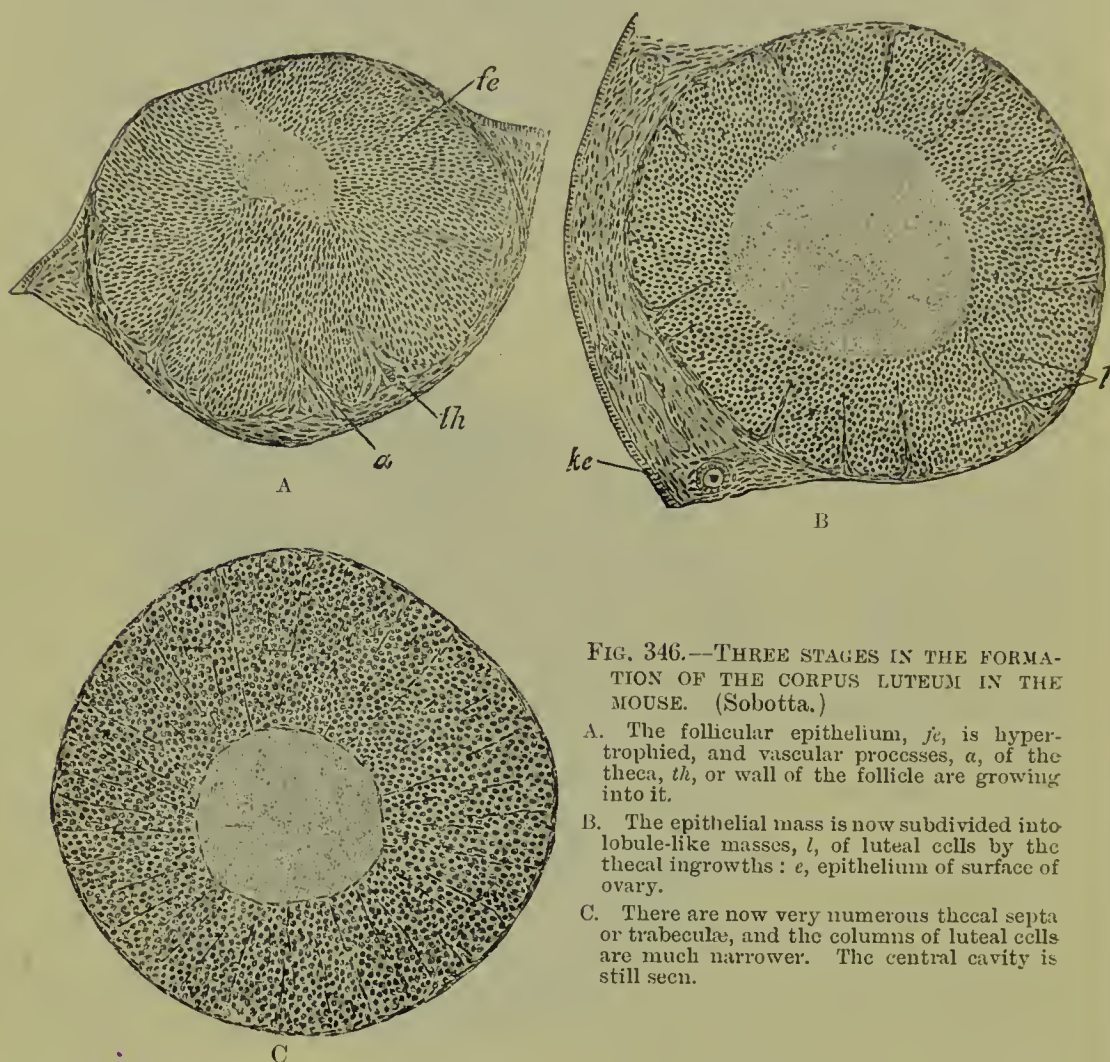 fe
th
a
A
l
ke
B
C
FIG. 346.—THREE STAGES IN THE FORMA-
TION OF THE CORPUS LUTEUM IN THE
MOUSE. (Sobotta.)
A. The follicular epithelium, fe, is hyper-
trophied, and vascular processes, a, of the
theca, th, or wall of the follicle are growing
into it.
B. The epithelial mass is now subdivided into
lobule-like masses, l, of luteal cells by the
thecal ingrowths : e, epithelium of surface of
ovary.
C. There are now very numerous thecal septa
or trabeculæ, and the columns of luteal cells
are much narrower. The central cavity is
still seen.